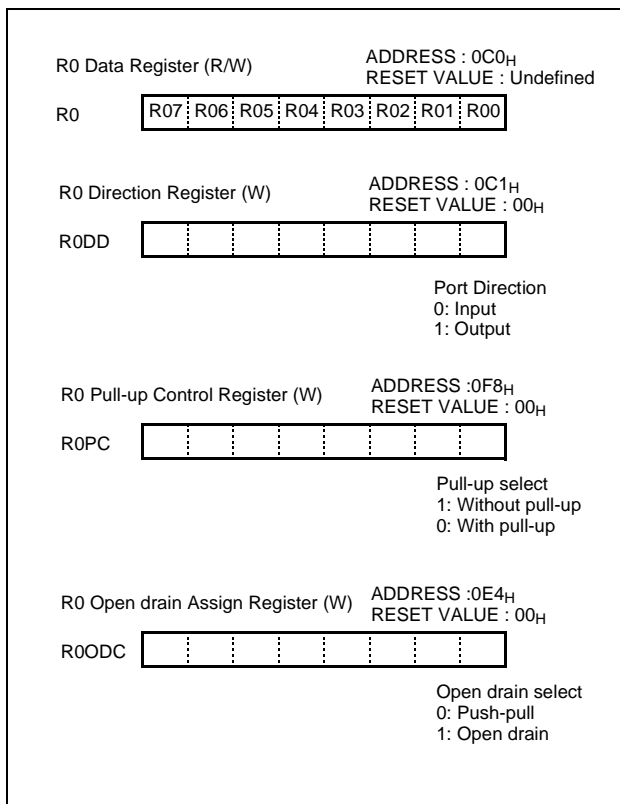 R0 Data Register (R/W)
ADDRESS : 0C0H
RESET VALUE : Undefined
R0
R07 R06 R05 R04 R03 R02 R01 R00
R0 Direction Register (W)
ADDRESS : 0C1H
RESET VALUE : 00H
R0DD
Port Direction
0: Input
1: Output
R0 Pull-up Control Register (W)
ADDRESS :0F8H
RESET VALUE : 00H
R0PC
Pull-up select
1: Without pull-up
0: With pull-up
R0 Open drain Assign Register (W)
ADDRESS :0E4H
RESET VALUE : 00H
R0ODC
Open drain select
0: Push-pull
1: Open drain